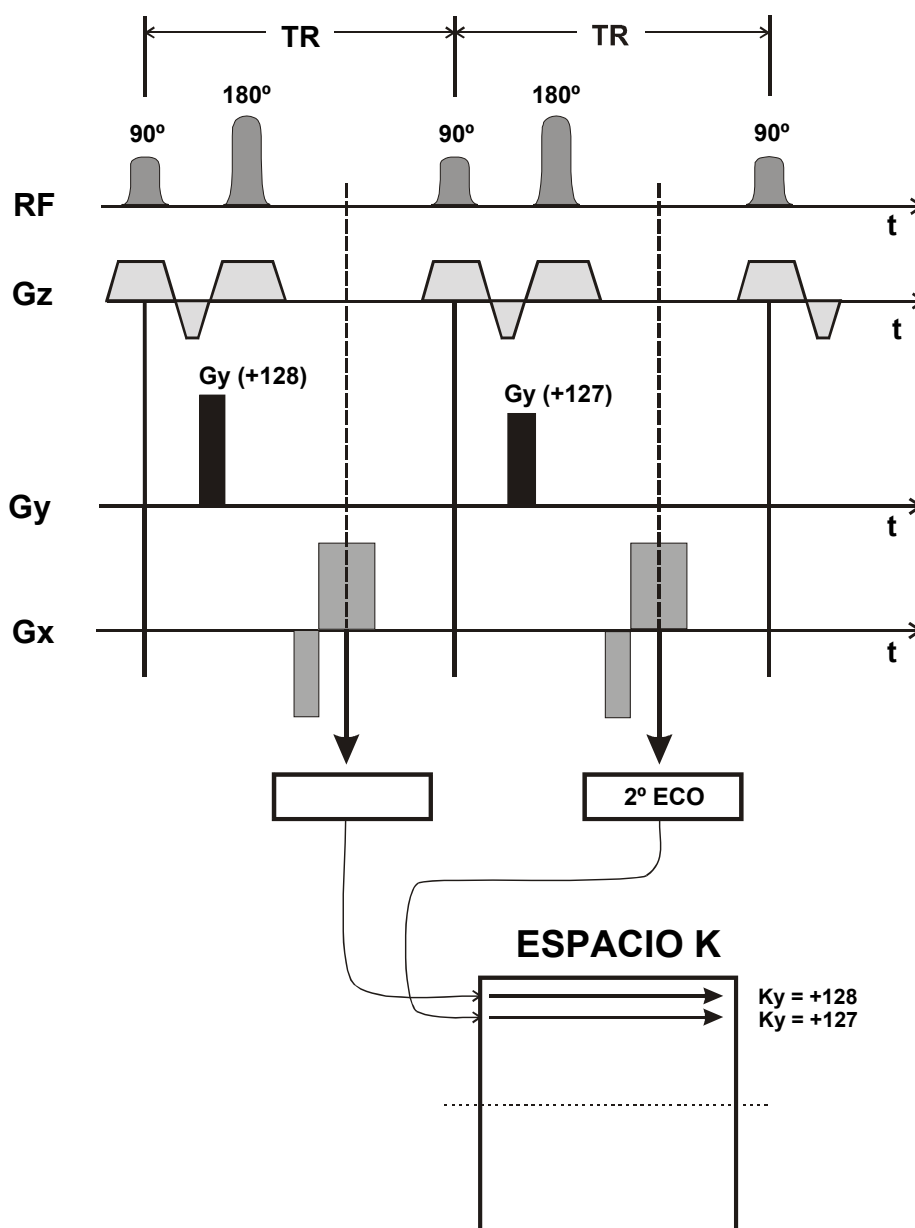 TR TR
180º 180º
90º 90º 90º
RF
t
Gz
t
Gy (+128)
Gy (+127)
Gy
t
Gx
t
2º ECO
ESPACIO K
Ky = +128
Ky = +127